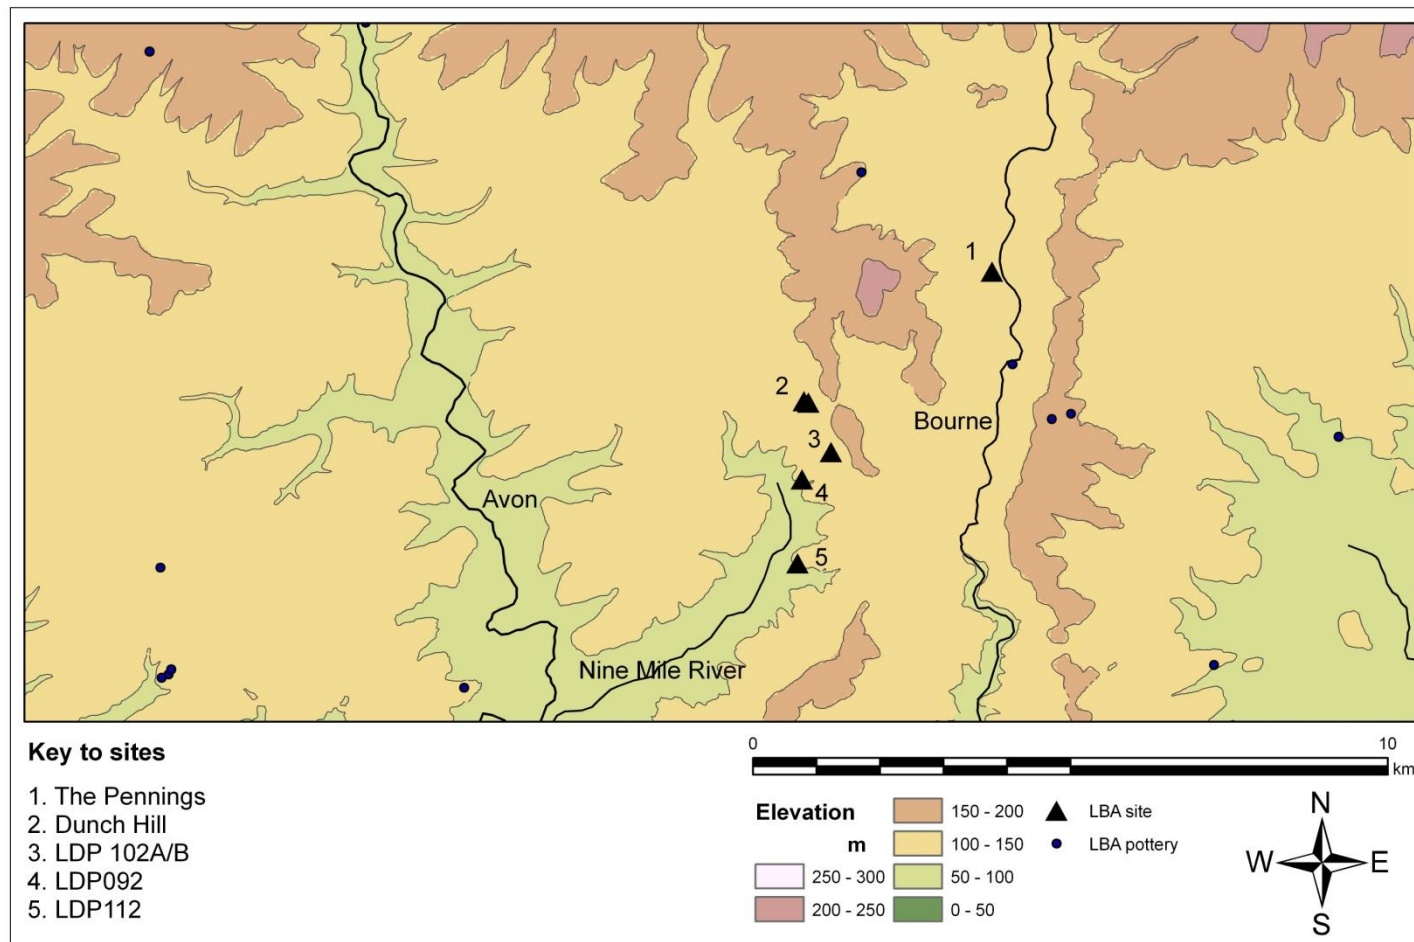 1
2
Bourne
3
4
Avon
5
Nine Mile River
Key to sites
1. The Pennings
2. Dunch Hill
3. LDP 102A/B
4. LDP092
5. LDP112
0 10
km
Elevation
m
250 - 300
200 - 250
150 - 200
100 - 150
50 - 100
0 - 50
LBA site
LBA pottery
N
W E
S